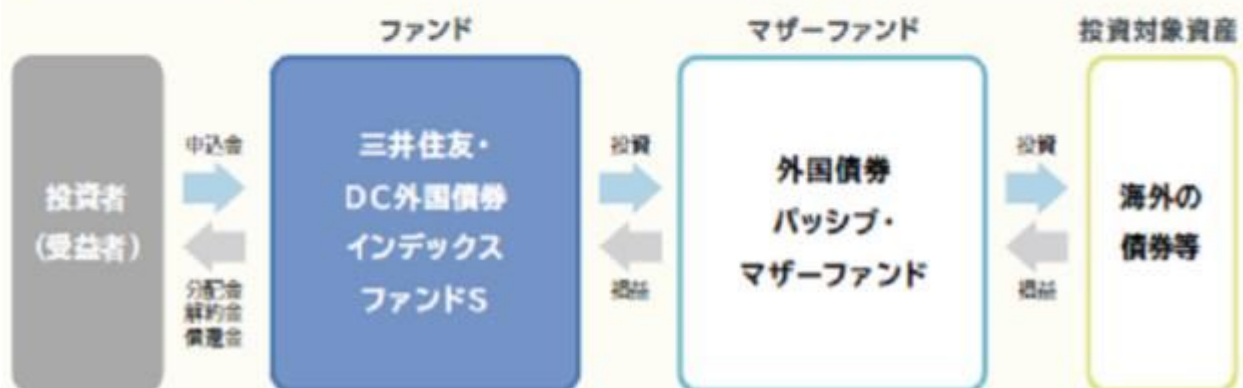 ファンド
マザーファンド
投資対象資産
投資者
(受益者)
申込金
分配金
解約金
償還金
三井住友・
DC外国債券
インデックス
ファンドS
投資
損益
外国債券
パッシブ・
マザーファンド
投資
損益
海外の
債券等